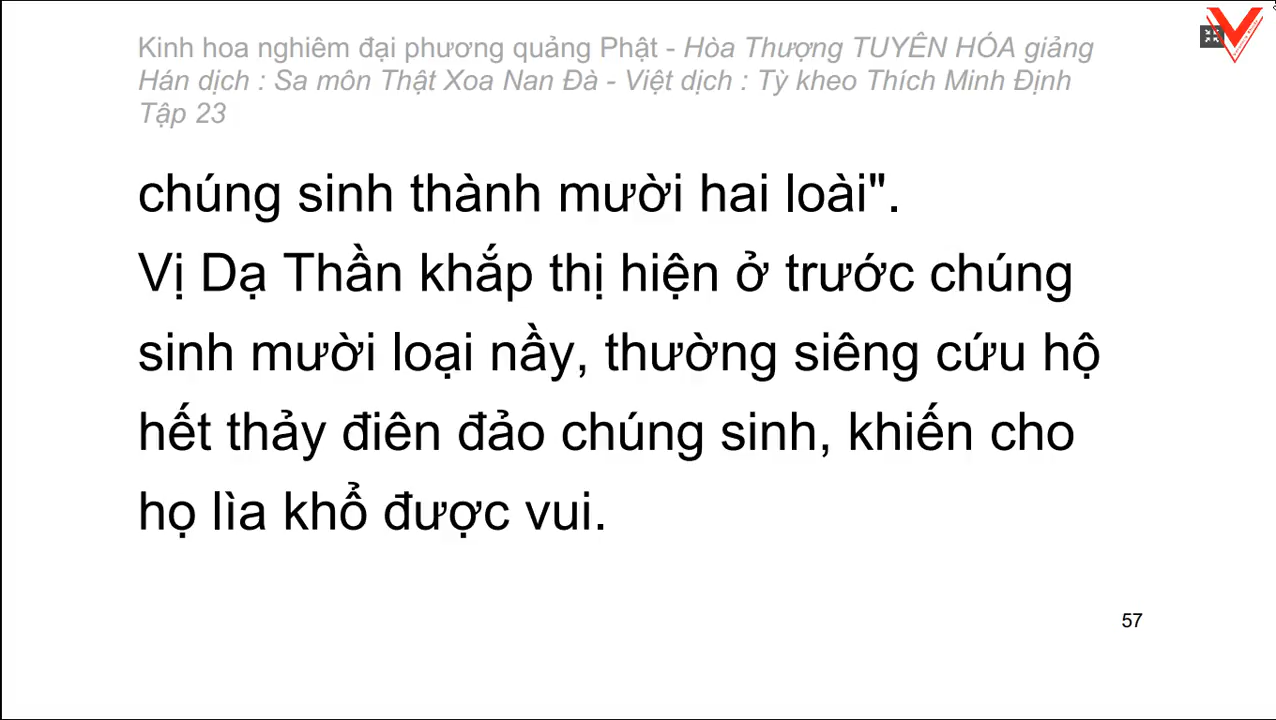 Kinh hoa nghiêm đại phương quảng Phật - Hòa Thượng TUYÊN HÓA giảng
Hán dịch : Sa môn Thật Xoa Nan Đà - Việt dịch : Tỳ kheo Thích Minh Định
Tập 23
chúng sinh thành mười hai loài".
Vị Dạ Thần khắp thị hiện ở trước chúng
sinh mười loại nầy, thường siêng cứu hộ
hết thảy điên đảo chúng sinh, khiến cho
họ lìa khổ được vui.
57